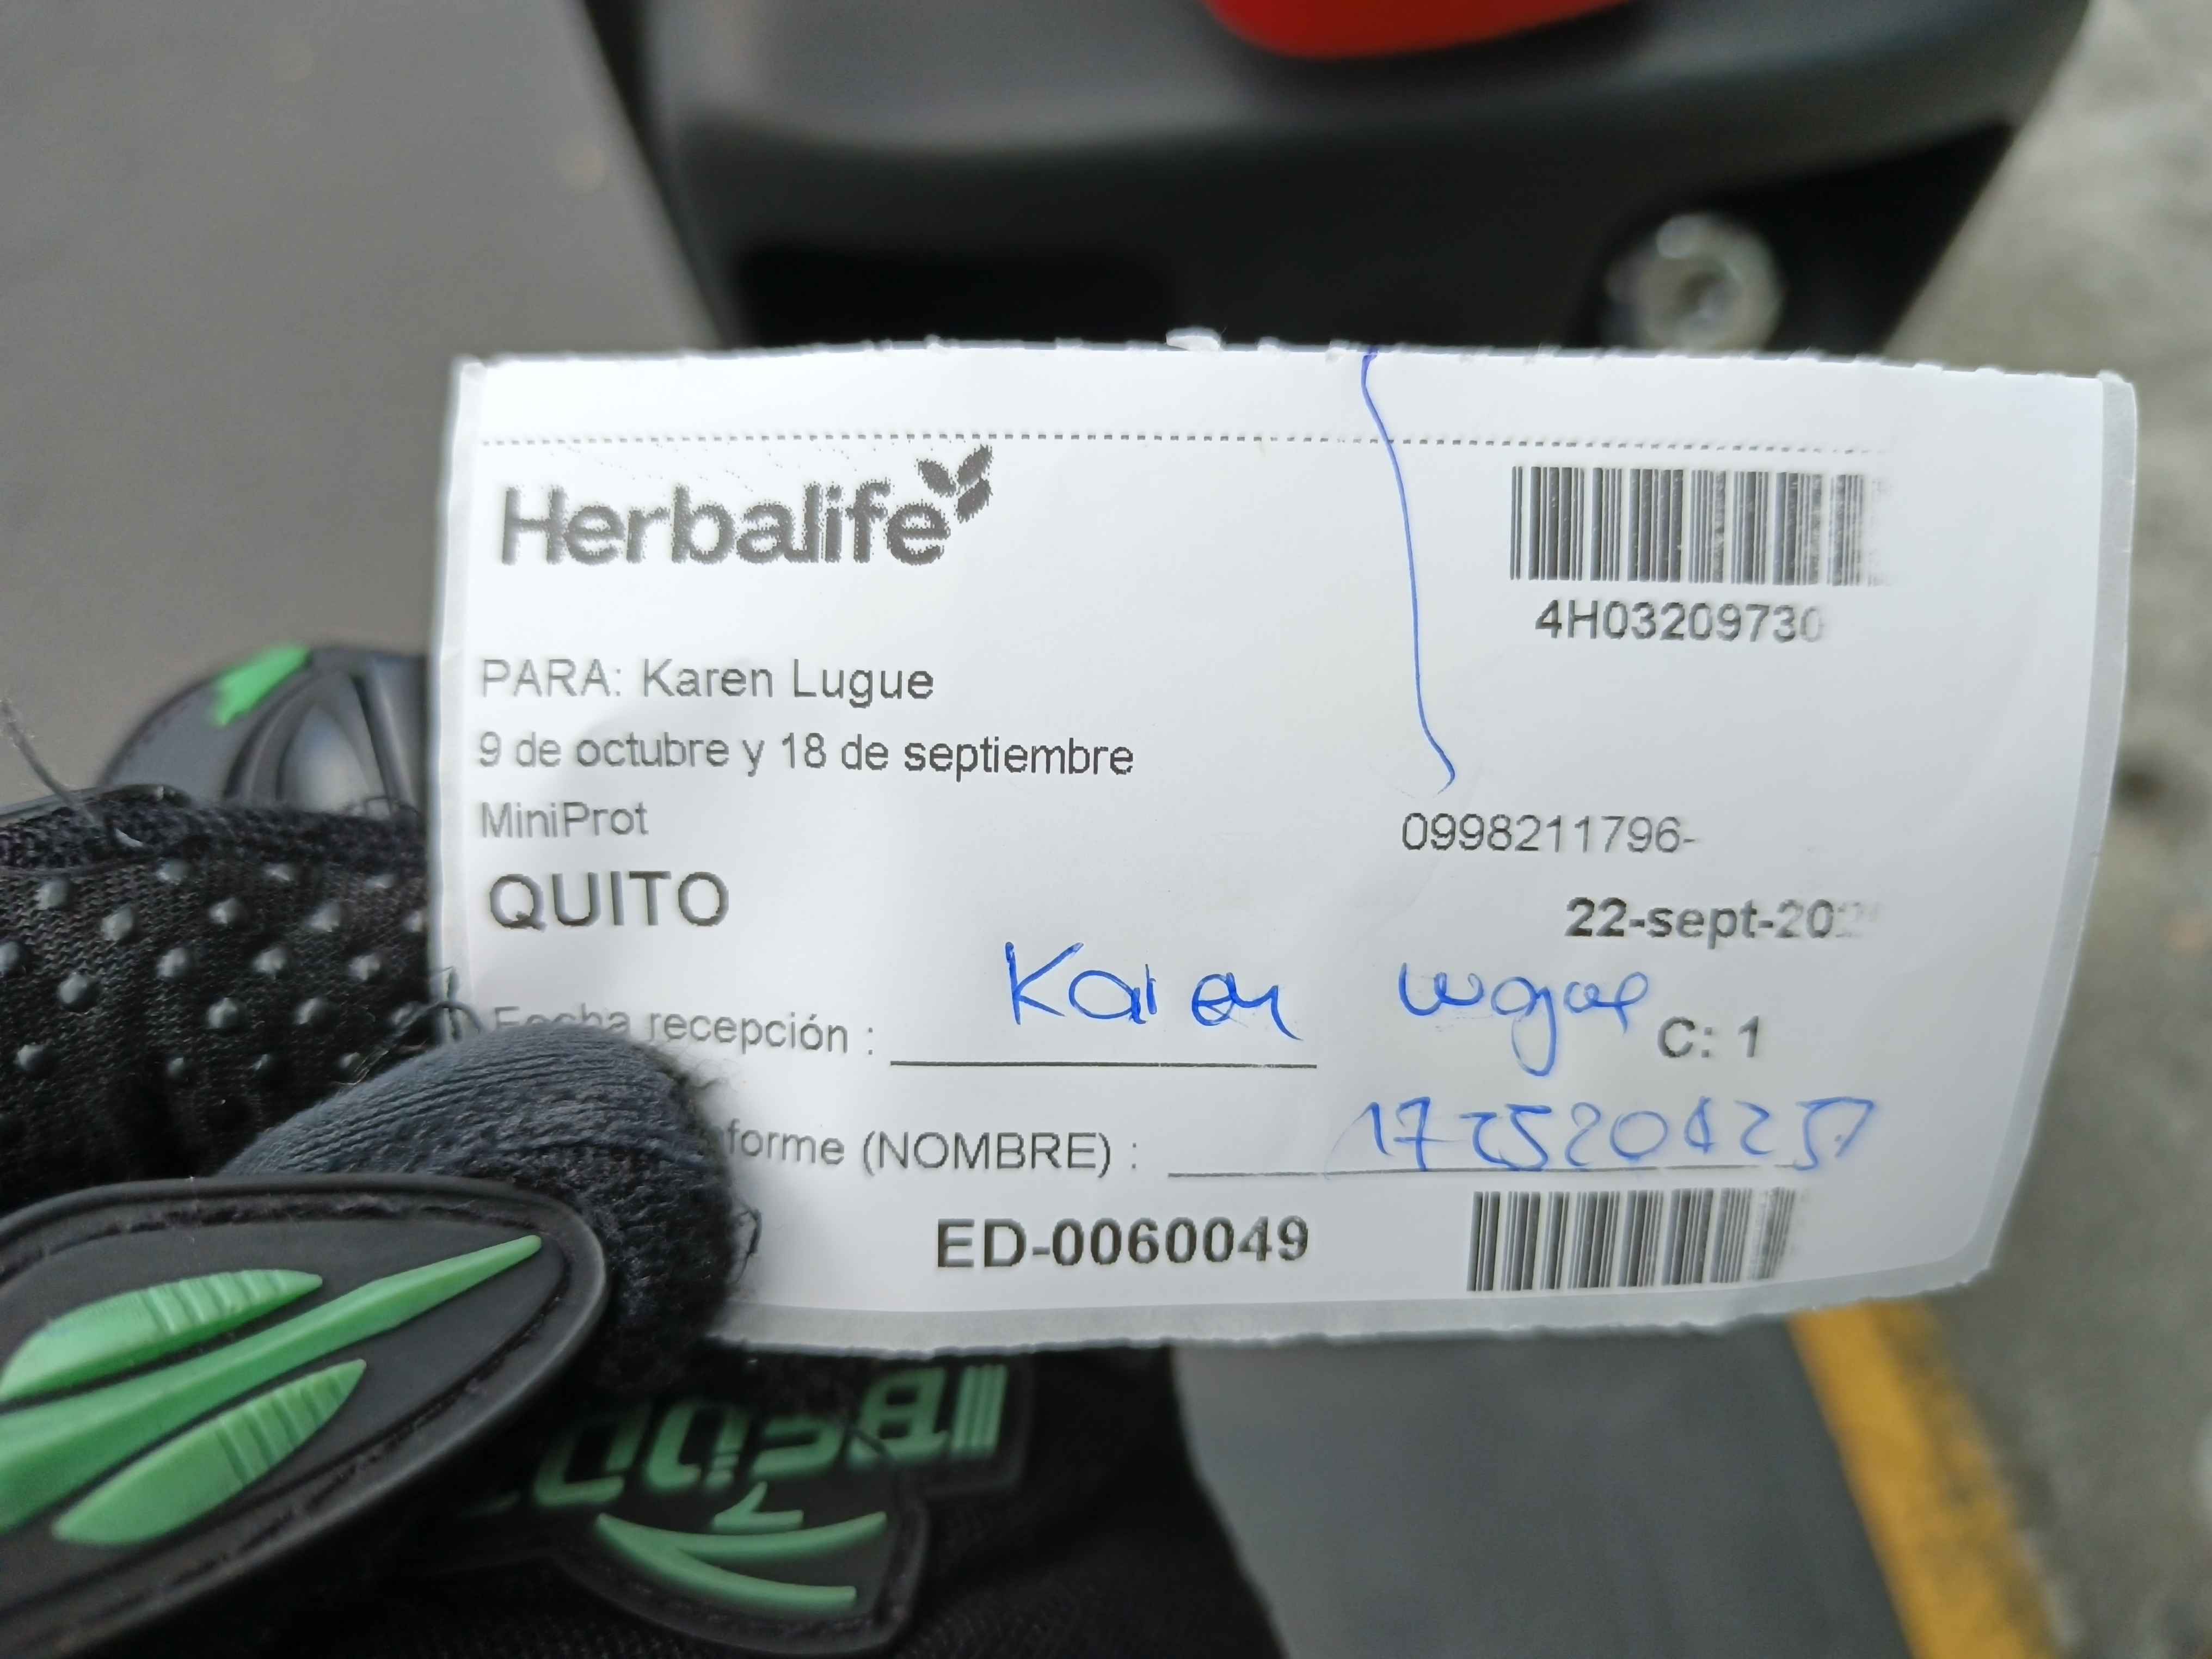 Herbalife
4H03209730
PARA: Karen Lugue
9 de octubre y 18 de septiembre
MiniProt
0998211796-
QUITO
22-sept-20
Karen Lugue
Fecha recepción :
C: 1
forme (NOMBRE) :
ED-0060049